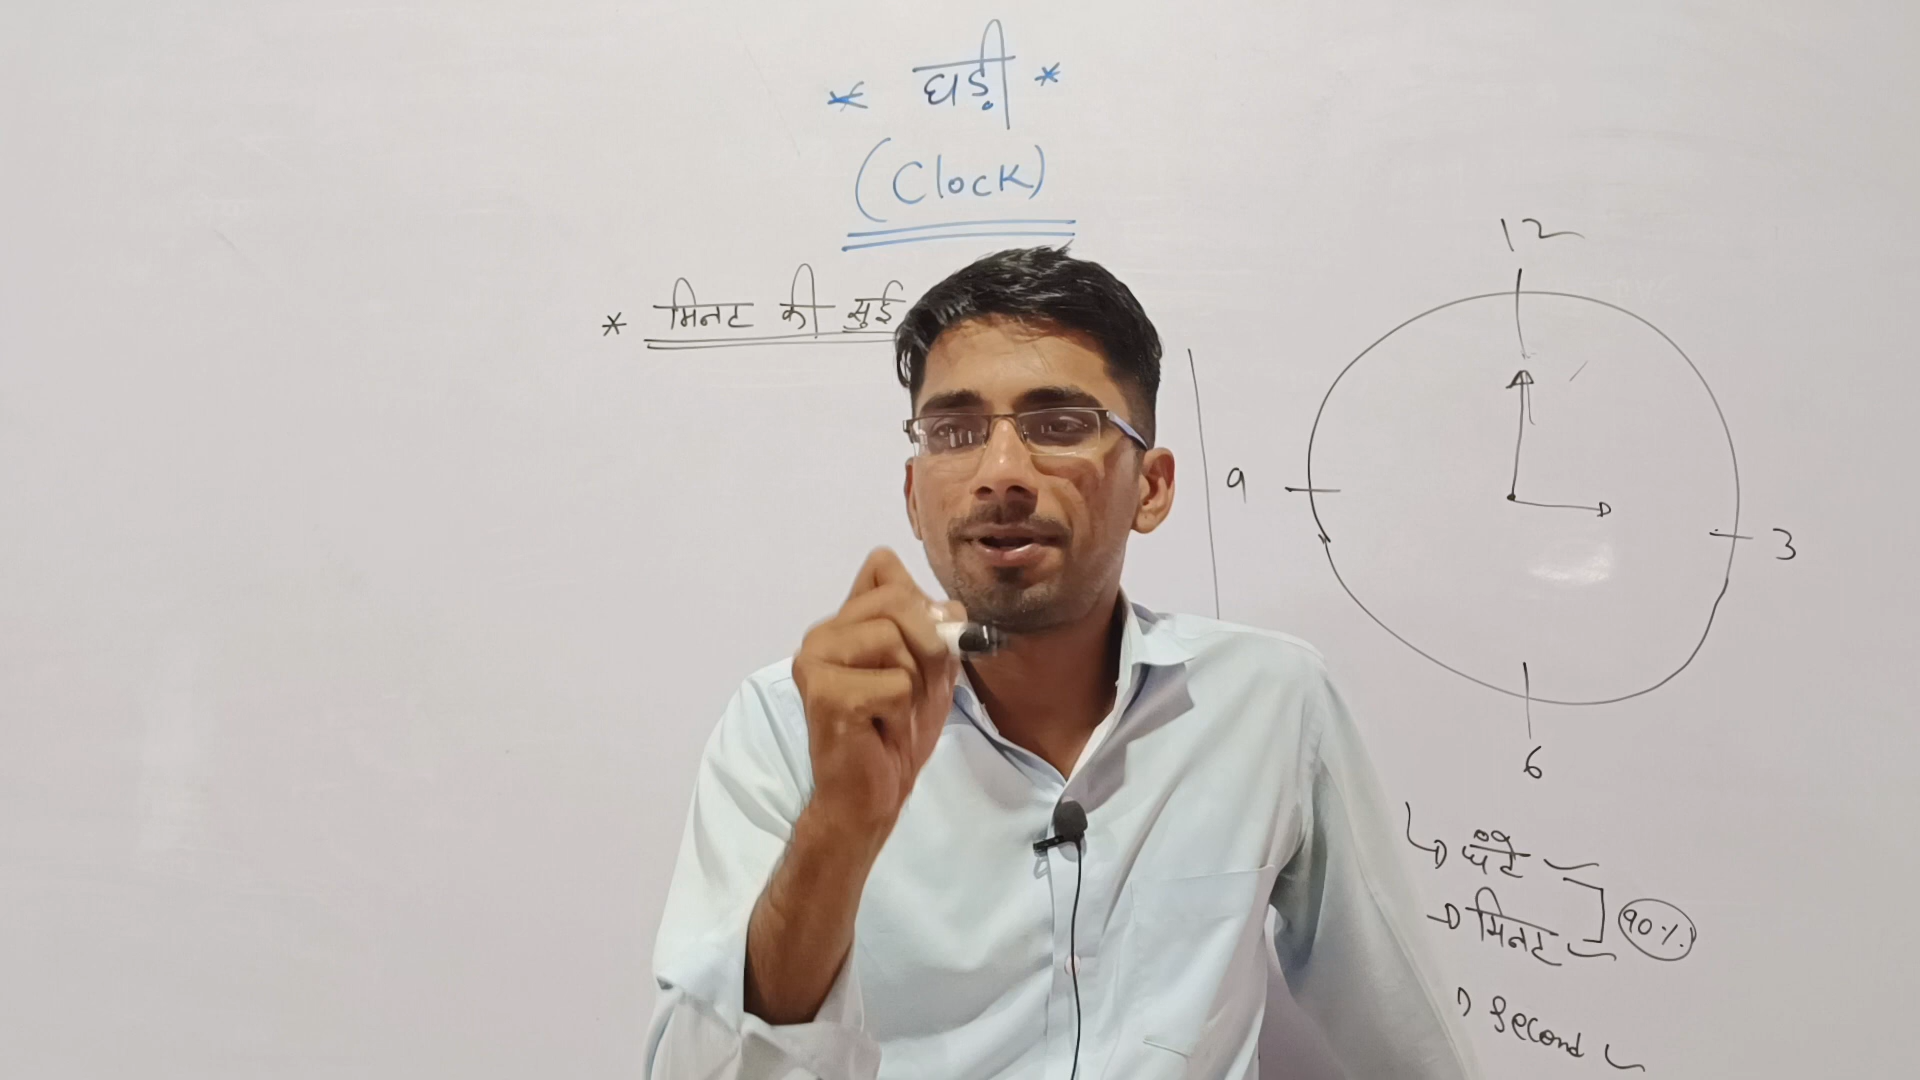 * घड़ी *
(Clock)
* मिनट की सुई
12
9
3
6
घंटे
मिनट
90%
Second